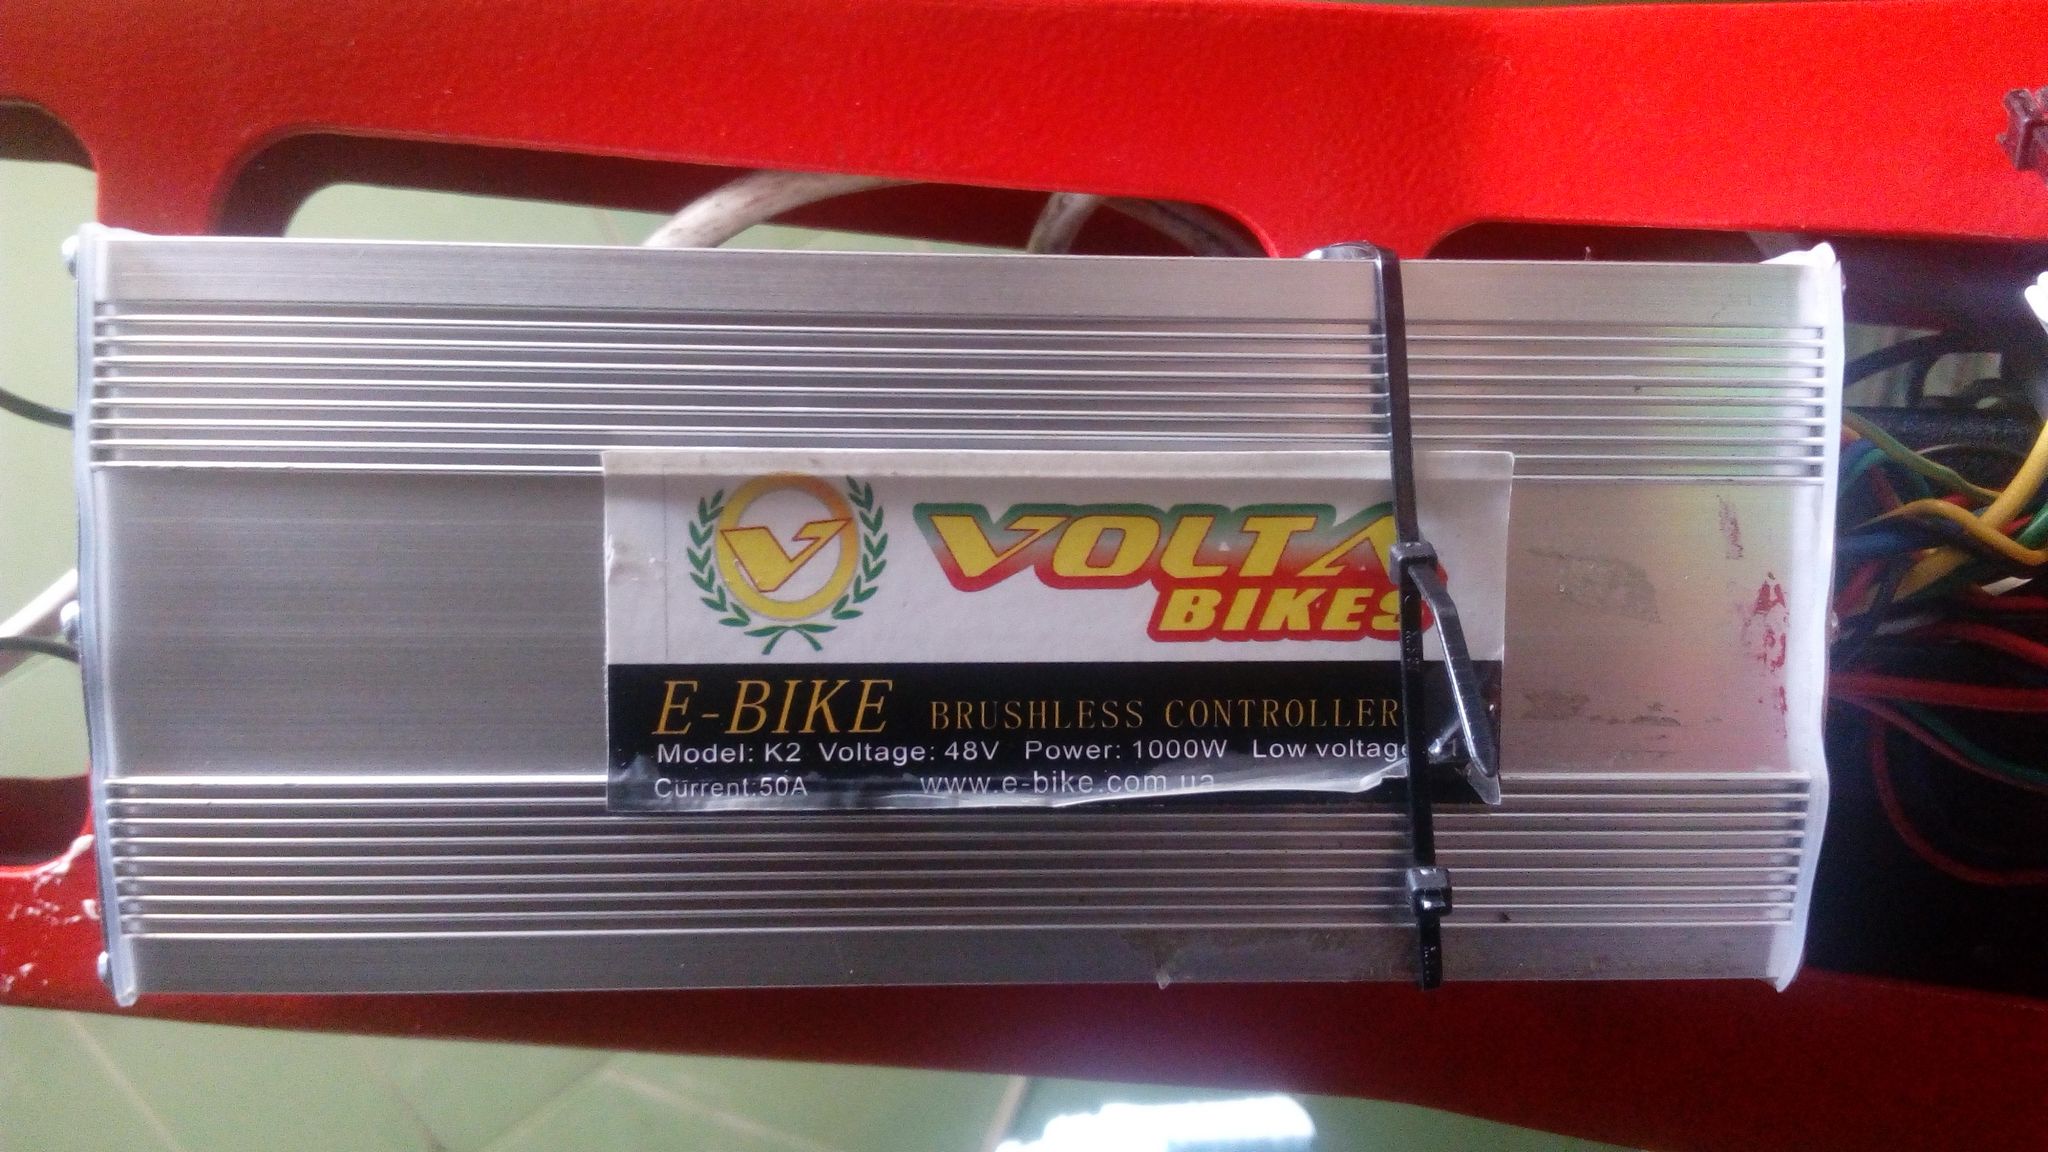 V
VOLTA
BIKES
E-BIKE BRUSHLESS CONTROLLER
Model: K2 Voltage: 48V Power: 1000W Low voltage
Current:50A www.e-bike.com.ua